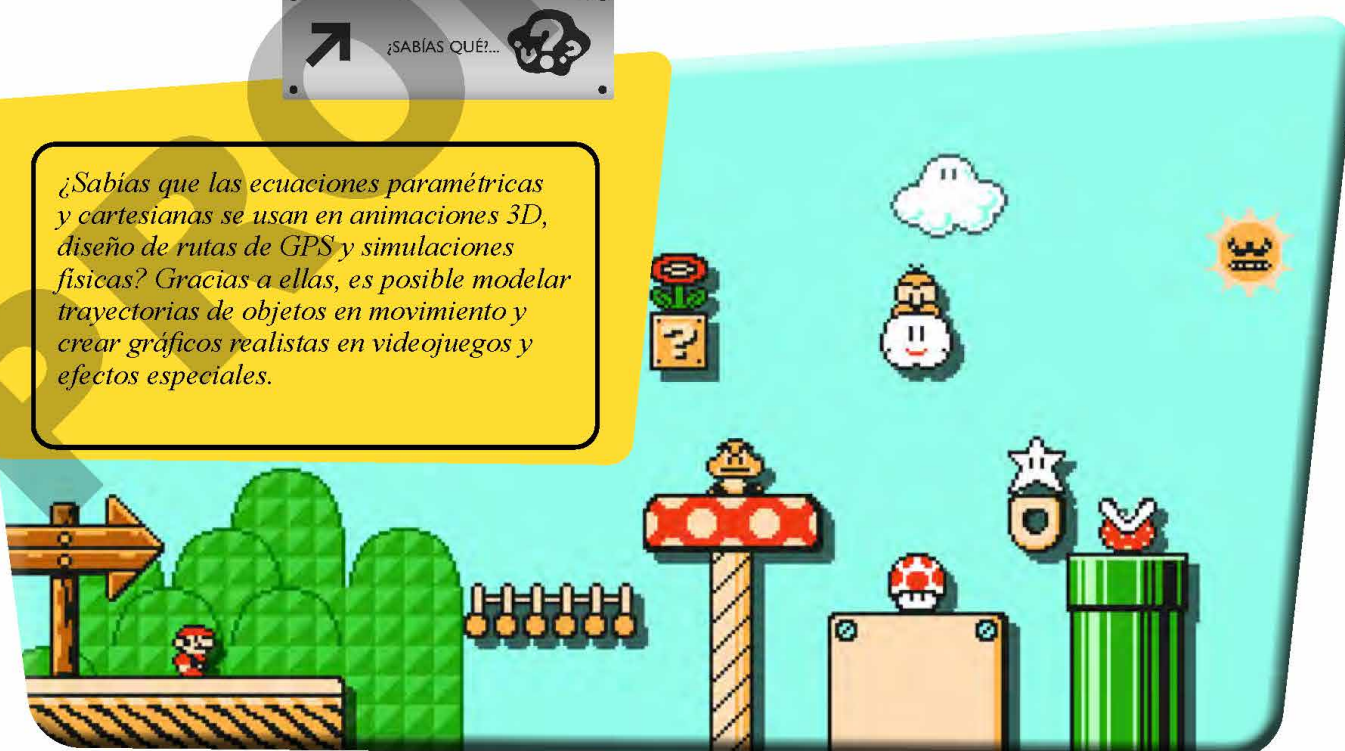 ¿SABÍAS QUÉ?...
¿Sabías que las ecuaciones paramétricas
y cartesianas se usan en animaciones 3D,
diseño de rutas de GPS y simulaciones
físicas? Gracias a ellas, es posible modelar
trayectorias de objetos en movimiento y
crear gráficos realistas en videojuegos y
efectos especiales.
?